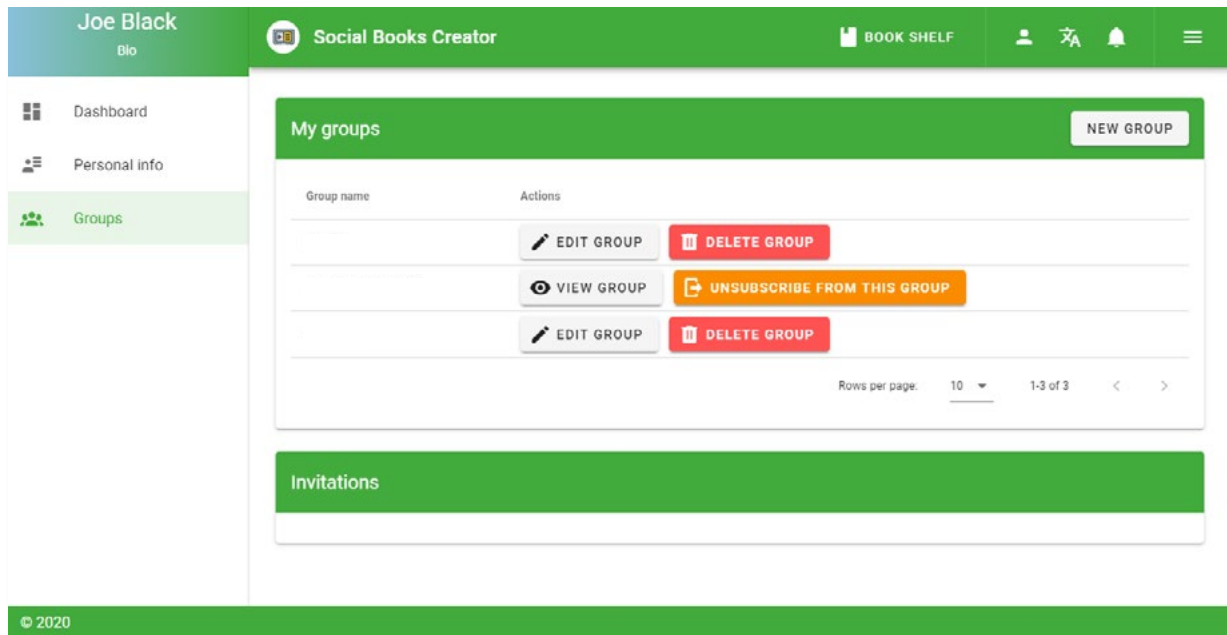 Joe Black
Bio
Social Books Creator
BOOK SHELF
Dashboard
Personal info
Groups
My groups
NEW GROUP
Group name Actions
EDIT GROUP DELETE GROUP
VIEW GROUP UNSUBSCRIBE FROM THIS GROUP
EDIT GROUP DELETE GROUP
Rows per page: 10 1-3 of 3
Invitations
© 2020